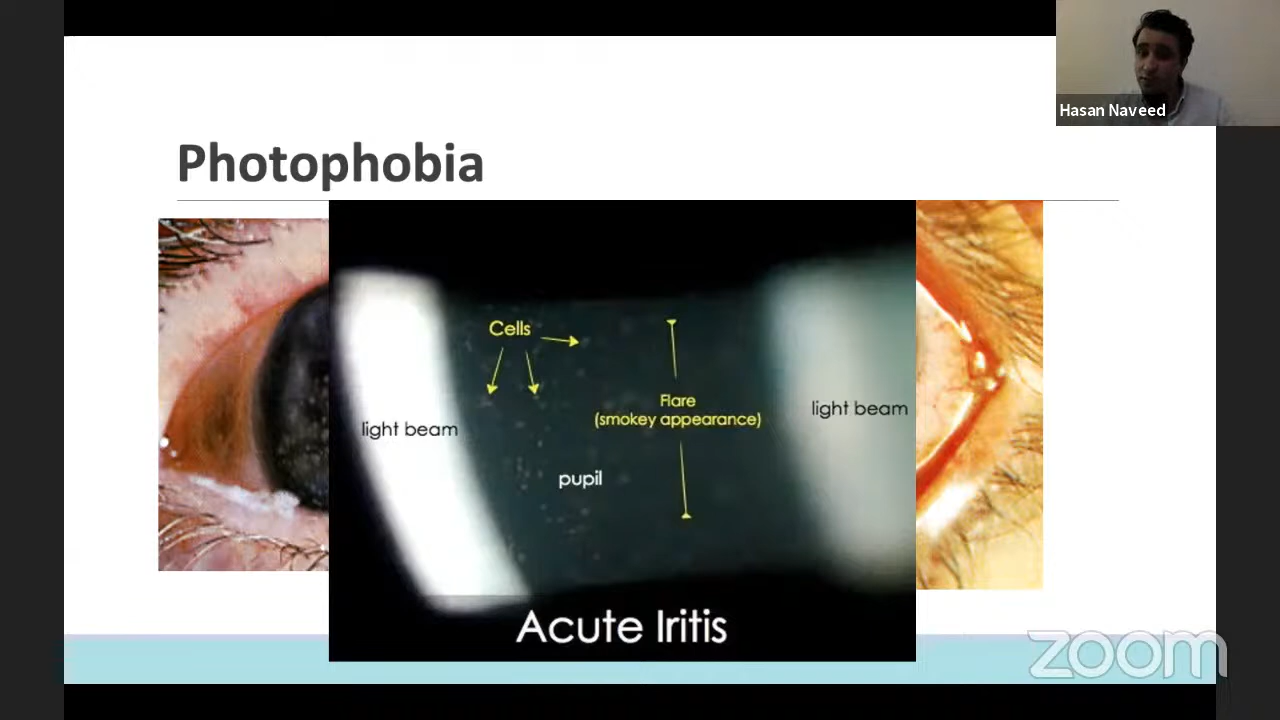 Hasan Naveed
Photophobia
Cells
Flare
(smokey appearance)
light beam
light beam
pupil
Acute Iritis
zoom